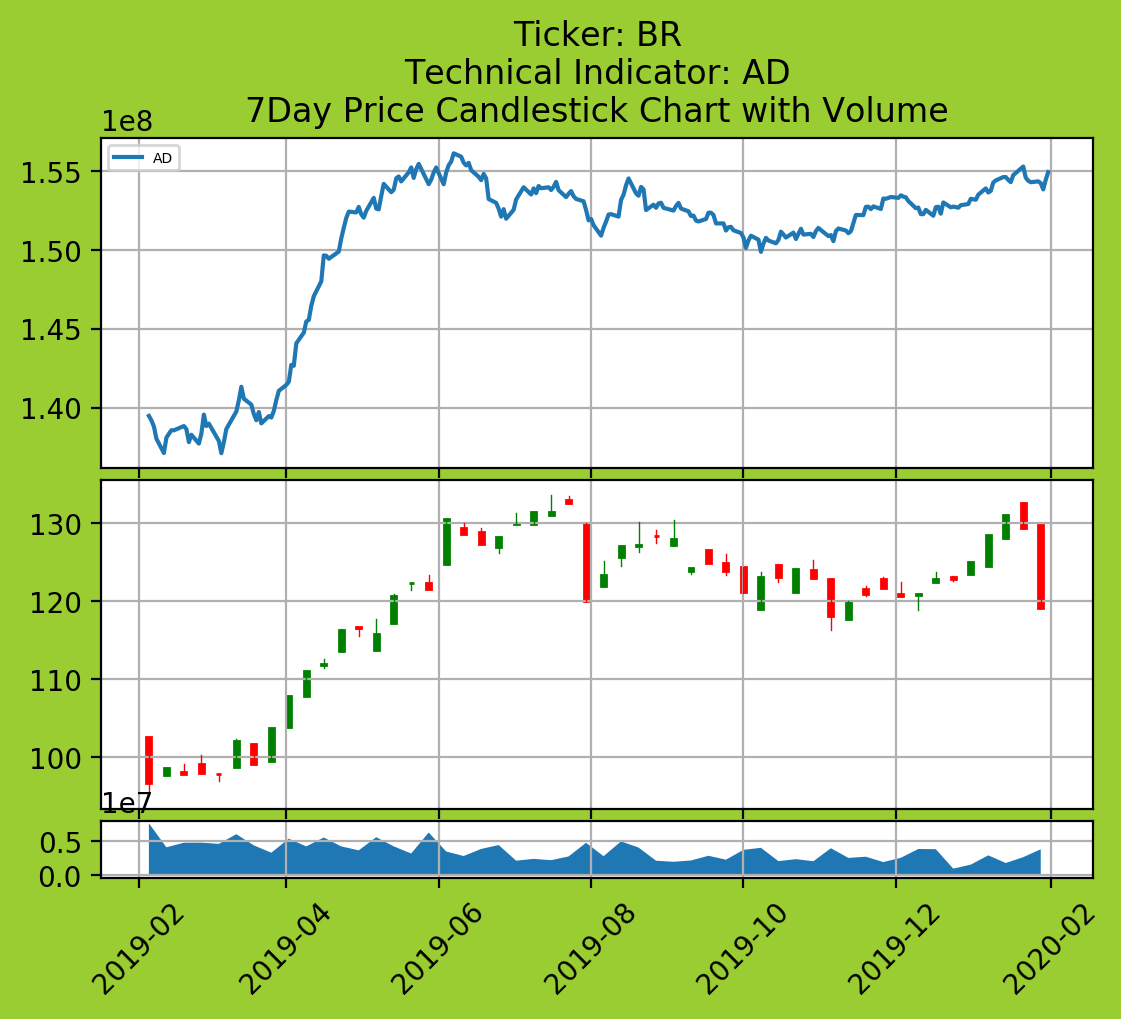 Ticker: BR
Technical Indicator: AD
7Day Price Candlestick Chart with Volume
1e8
AD
1.55
1.50
1.45
1.40
130
120
110
100
1e7
0.5
0.0
2019-02
2019-04
2019-06
2019-08
2019-10
2019-12
2020-02